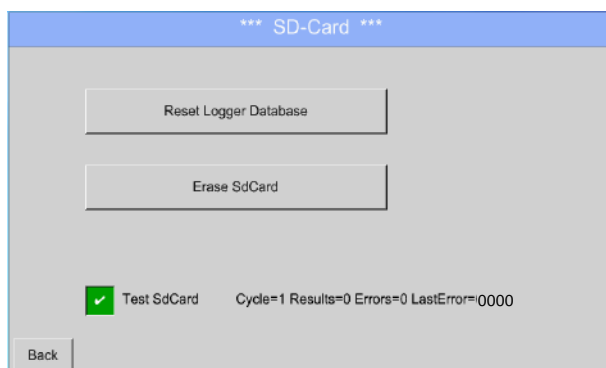 *** SD-Card ***
Reset Logger Database
Erase SdCard
Test SdCard Cycle=1 Results=0 Errors=0 LastError=0000
Back